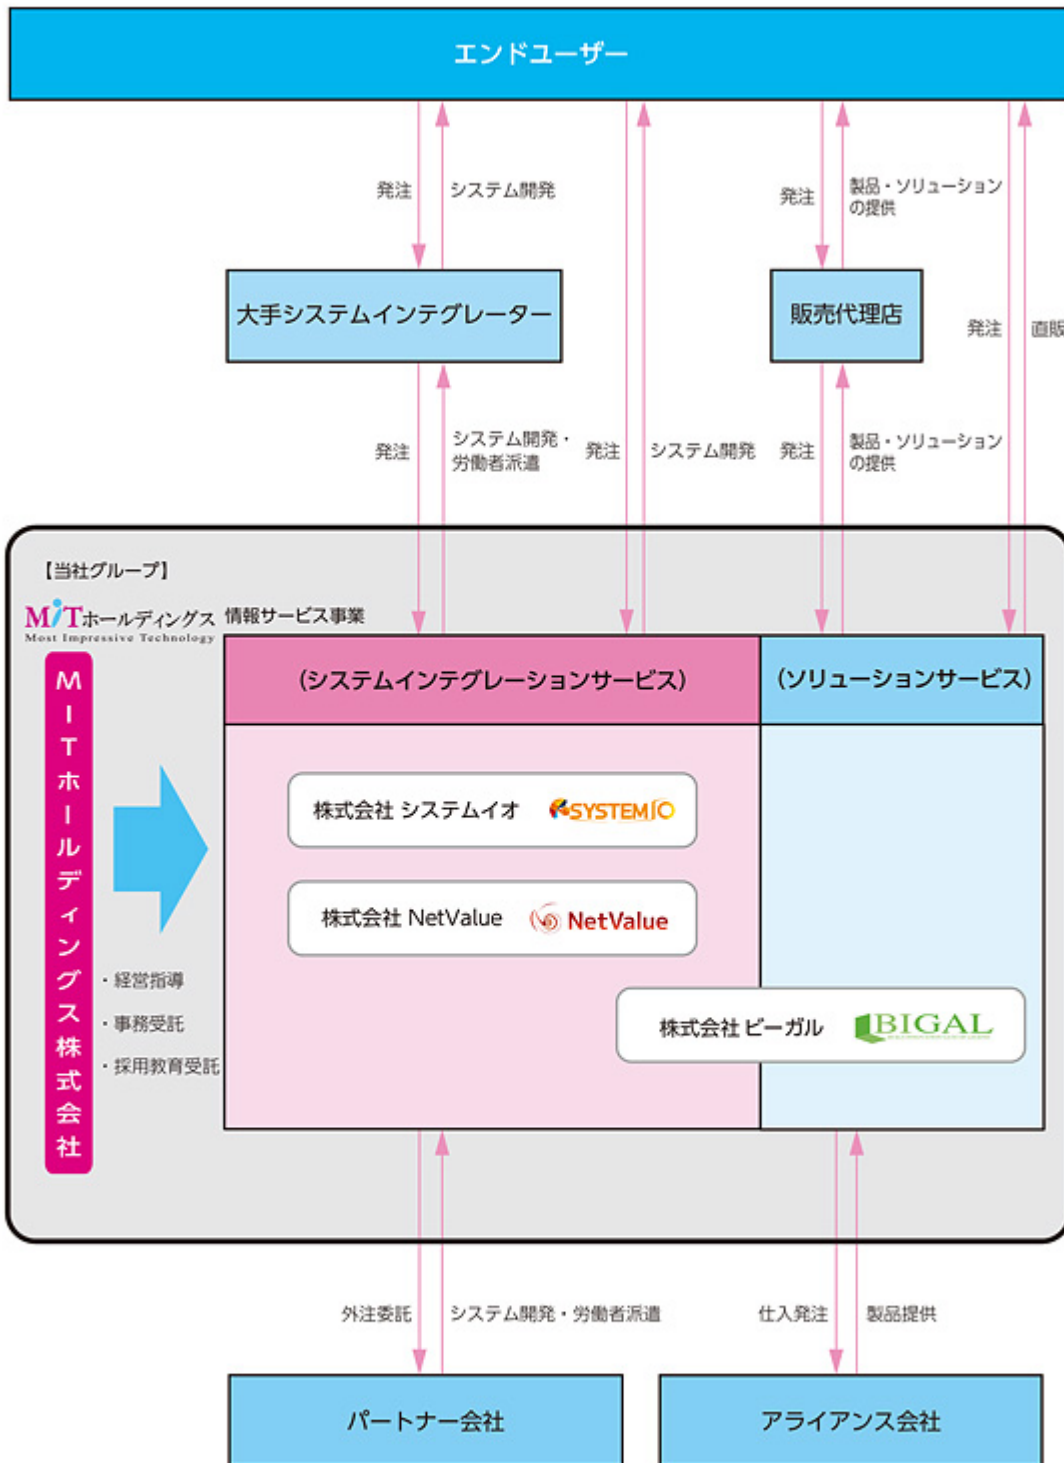 エンドユーザー
発注
システム開発
発注
製品・ソリューション
の提供
大手システムインテグレーター
販売代理店
発注
直販
発注
システム開発・
労働者派遣
発注
システム開発
発注
製品・ソリューション
の提供
【当社グループ】
MiTホールディングス
Most Impressive Technology
情報サービス事業
MITホールディングス株式会社
(システムインテグレーションサービス)
(ソリューションサービス)
株式会社 システムイオ
SYSTEMIO
株式会社 NetValue
NetValue
・経営指導
・事務受託
・採用教育受託
株式会社 ビーガル
BIGAL
外注委託
システム開発・労働者派遣
仕入発注
製品提供
パートナー会社
アライアンス会社